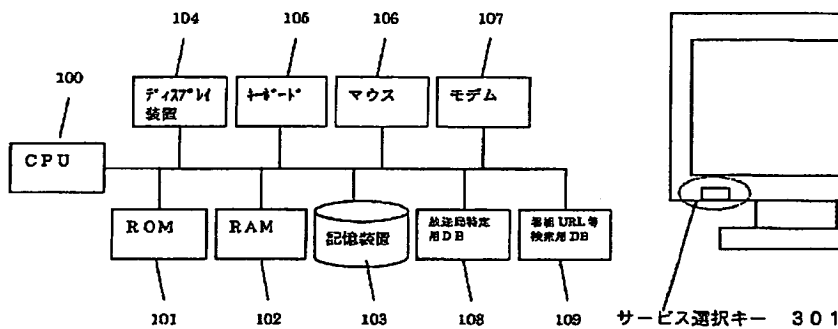 104
105
106
107
100
ディスプレイ
装置
キーボード
マウス
モデム
CPU
ROM
RAM
記憶装置
放送局特定
用DB
番組URL等
検索用DB
101
102
103
108
109
サービス選択キー 301